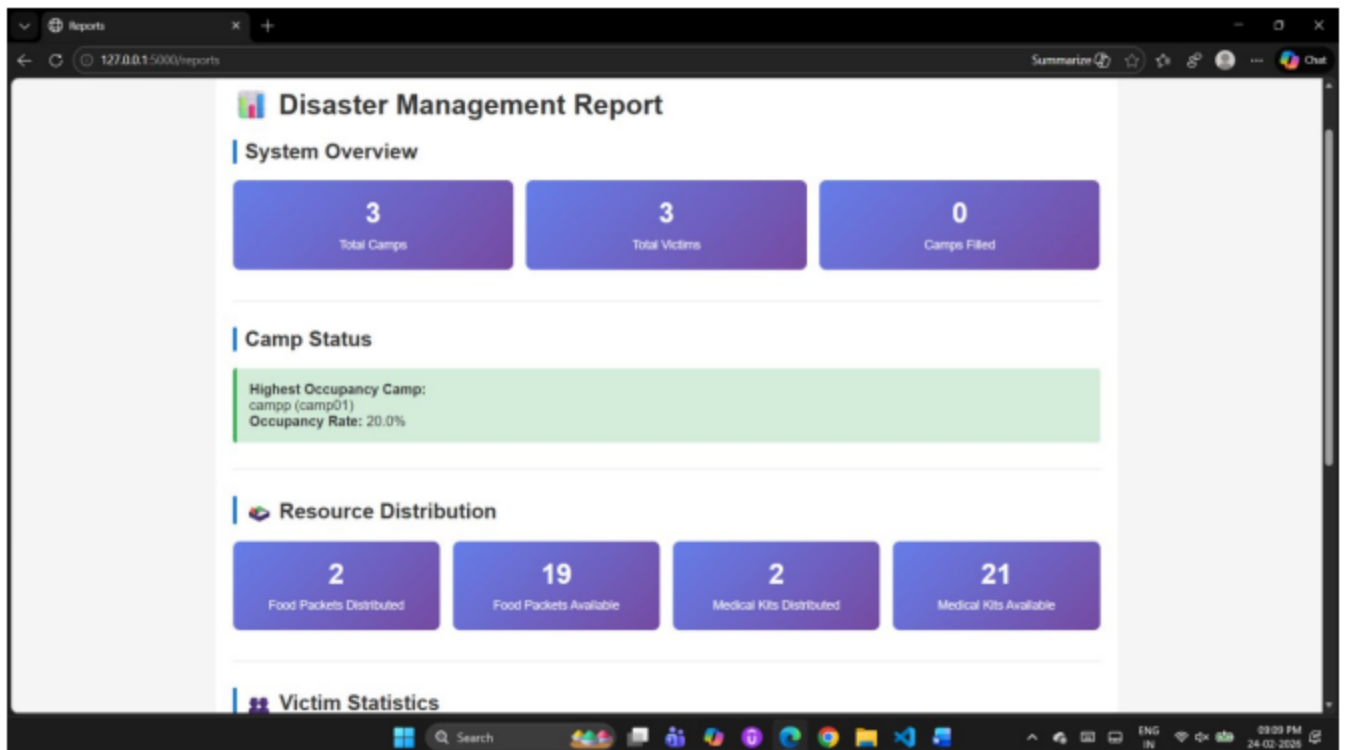 Reports
127.0.0.1:5000/reports
Summarize
Chat
Disaster Management Report
System Overview
3
Total Camps
3
Total Victims
0
Camps Filled
Camp Status
Highest Occupancy Camp:
campp (camp01)
Occupancy Rate: 20.0%
Resource Distribution
2
Food Packets Distributed
19
Food Packets Available
2
Medical Kits Distributed
21
Medical Kits Available
Victim Statistics
Search
ENG
IN
09:09 PM
24-02-2026